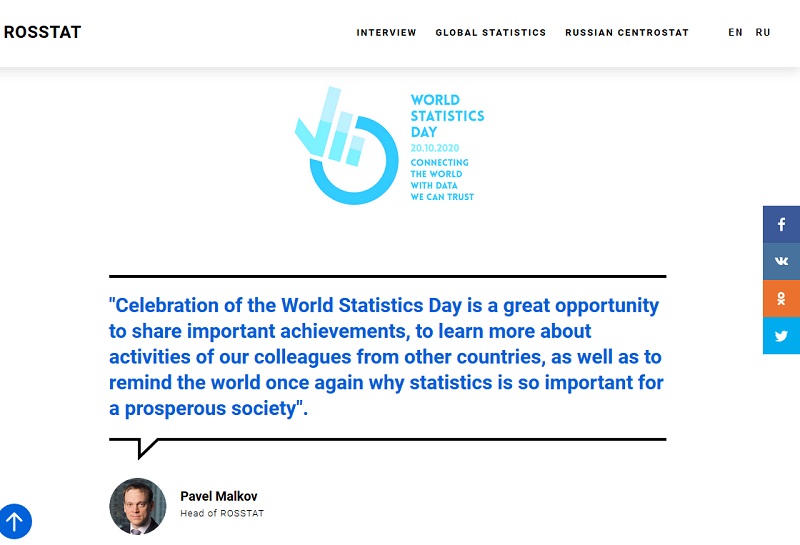 ROSSTAT
INTERVIEW GLOBAL STATISTICS RUSSIAN CENTROSTAT EN RU
WORLD
STATISTICS
DAY
20.10.2020
CONNECTING
THE WORLD
WITH DATA
WE CAN TRUST
"Celebration of the World Statistics Day is a great opportunity
to share important achievements, to learn more about
activities of our colleagues from other countries, as well as to
remind the world once again why statistics is so important for
a prosperous society".
Pavel Malkov
Head of ROSSTAT